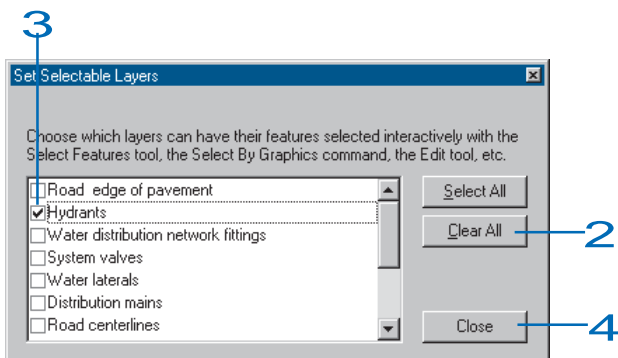 3
Set Selectable Layers
Choose which layers can have their features selected interactively with the
Select Features tool, the Select By Graphics command, the Edit tool, etc.
Road edge of pavement
Hydrants
Water distribution network fittings
System valves
Water laterals
Distribution mains
Road centerlines
Select All
Clear All
2
Close
4